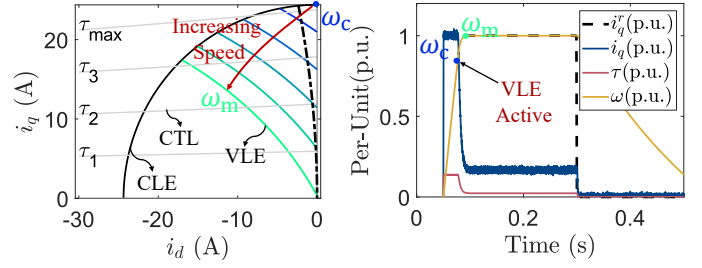 τmax
τ3
τ2
τ1
Increasing
Speed
ωc
ωm
CTL
VLE
CLE
20
10
0
-30
-20
-10
0
iq (A)
id (A)
ωc
ωm
VLE
Active
iqr(p.u.)
iq(p.u.)
τ(p.u.)
ω(p.u.)
1
0.5
0
0
0.2
0.4
Per-Unit(p.u.)
Time (s)